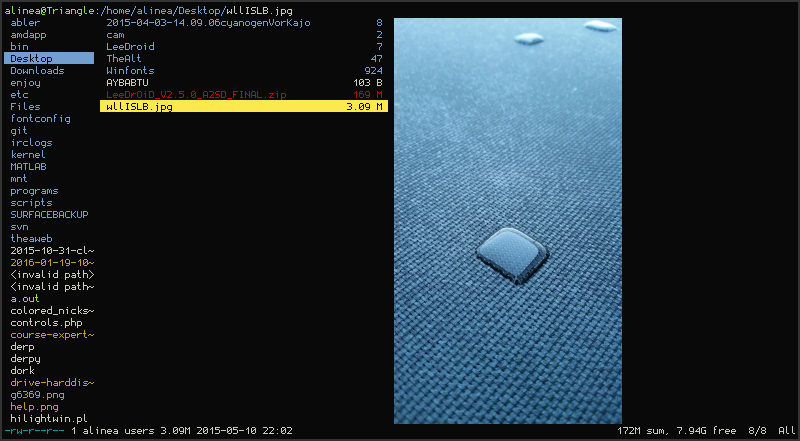 alinea@Triangle:/home/alinea/Desktop/wllISLB.jpg
abler
amdapp
bin
Desktop
Downloads
enjoy
etc
Files
fontconfig
git
irclogs
kernel
MATLAB
mnt
programs
scripts
SURFACEBACKUP
svn
theaweb
2015-10-31-cl~
2016-01-19-10~
<invalid path>
<invalid path~
a.out
colored_nicks~
controls.php
course-expert~
derp
derpy
dork
drive-harddis~
g6369.png
help.png
hilightwin.pl
2015-04-03-14.09.06cyanogenVorKajo 8
cam 2
LeeDroid 7
TheAlt 47
Winfonts 924
AYBABTU 103 B
LeeDrOiD_V2.5.0_A2SD_FINAL.zip 169 M
wllISLB.jpg 3.09 M
-rw-r--r-- 1 alinea users 3.09M 2015-05-10 22:02 172M sum, 7.94G free 8/8 All